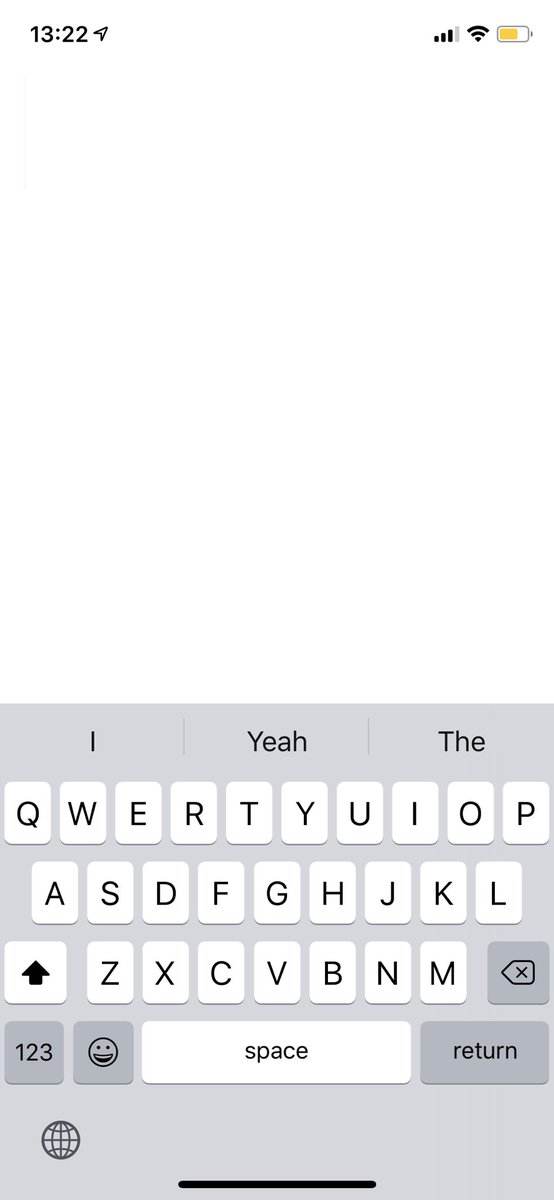 13:22
I Yeah The
Q W E R T Y U I O P
A S D F G H J K L
Z X C V B N M
123 space return